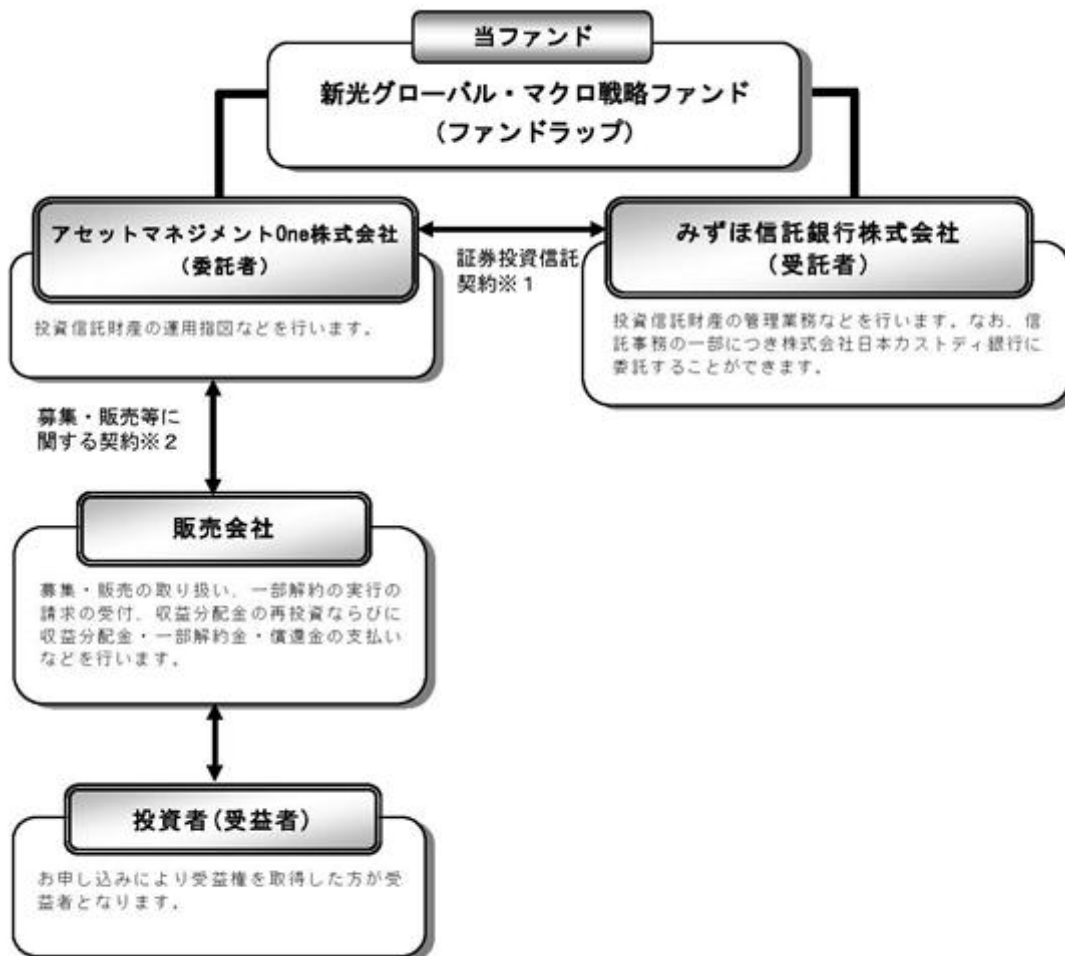 当ファンド
新光グローバル・マクロ戦略ファンド
（ファンドラップ）
アセットマネジメントOne株式会社
（委託者）
投資信託財産の運用指図などを行います。
証券投資信託
契約※１
みずほ信託銀行株式会社
（受託者）
投資信託財産の管理業務などを行います。なお、信
託事務の一部につき株式会社日本カストディ銀行に
委託することができます。
募集・販売等に
関する契約※２
販売会社
募集・販売の取り扱い、一部解約の実行の
請求の受付、収益分配金の再投資ならびに
収益分配金・一部解約金・償還金の支払い
などを行います。
投資者(受益者)
お申し込みにより受益権を取得した方が受
益者となります。